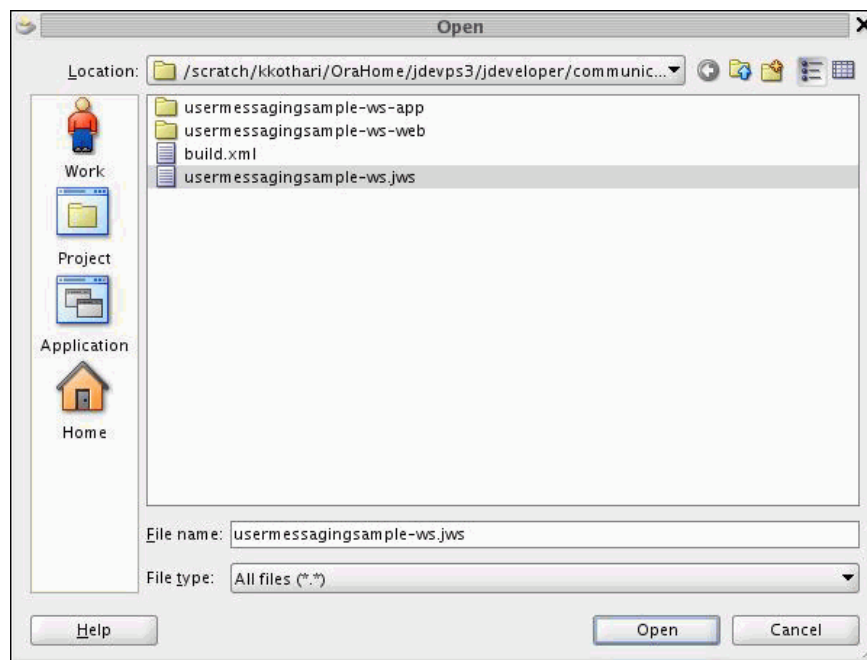 Open
Location: /scratch/kkothari/OraHome/jdevps3/jdeveloper/communic...
usermessagingsample-ws-app
usermessagingsample-ws-web
build.xml
usermessagingsample-ws.jws
Work
Project
Application
Home
File name: usermessagingsample-ws.jws
File type: All files (*.*)
Help Open Cancel